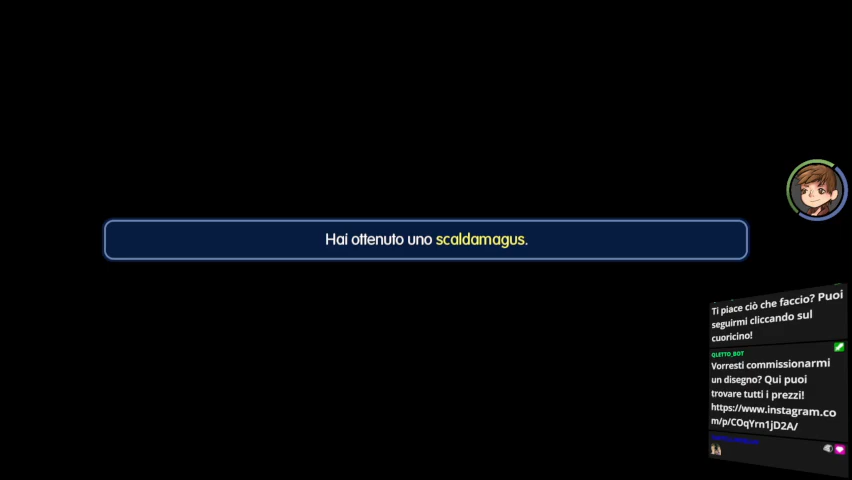 Hai ottenuto uno scaldamagus.
Ti piace ciò che faccio? Puoi
seguirmi cliccando sul
cuoricino!
QLETTO_BOT
Vorresti commissionarmi
un disegno? Qui puoi
trovare tutti i prezzi!
https://www.instagram.co
m/p/COqYrn1jD2A/